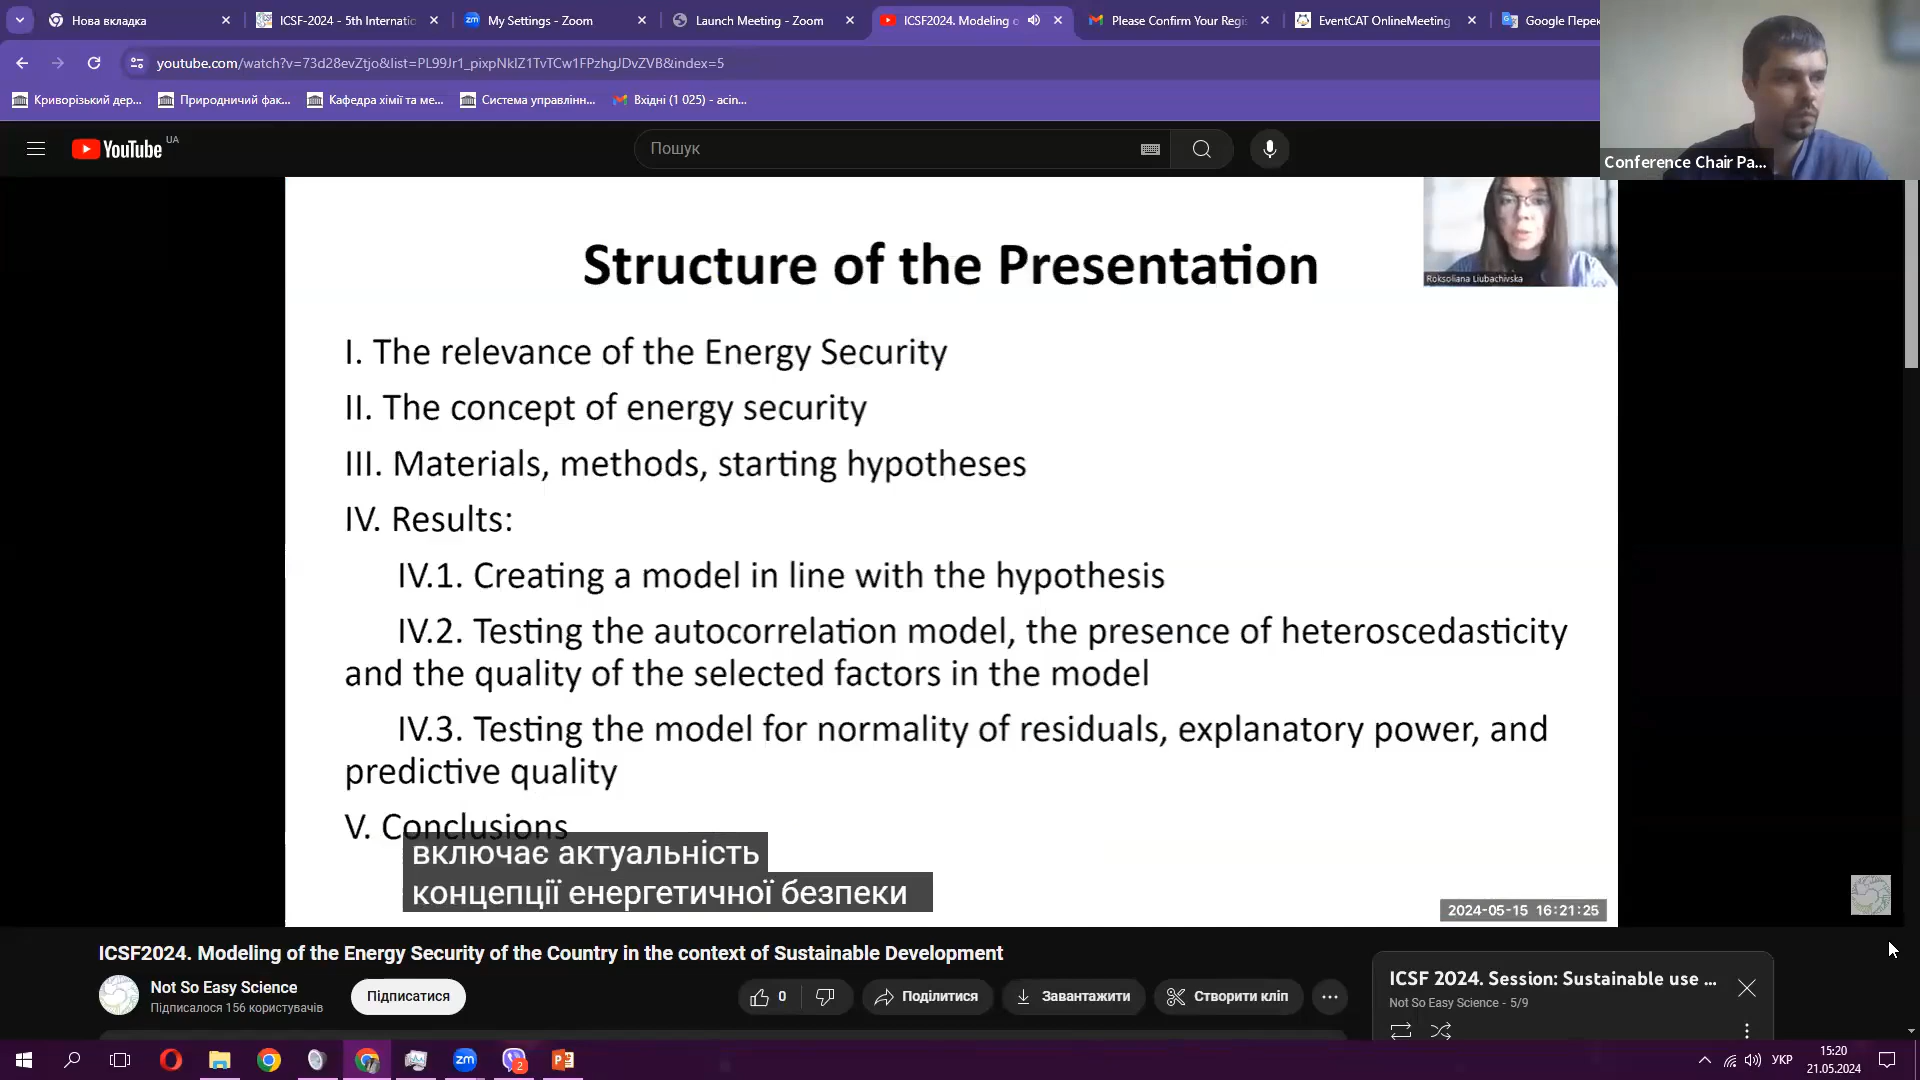 Нова вкладка
ICSF-2024 - 5th Internatio
My Settings - Zoom
Launch Meeting - Zoom
ICSF2024. Modeling o
Please Confirm Your Regis
EventCAT OnlineMeeting
Google Перек
youtube.com/watch?v=73d28evZtjo&list=PL99Jr1_pixpNklZ1TvTCw1FPzhgJDvZVB&index=5
Криворізький дер...
Природничий фак...
Кафедра хімії та ме...
Система управлінн...
Вхідні (1 025) - acin...
Conference Chair Pa...
YouTube UA
Пошук
Structure of the Presentation
Roksoliana Liubachivska
I. The relevance of the Energy Security
II. The concept of energy security
III. Materials, methods, starting hypotheses
IV. Results:
IV.1. Creating a model in line with the hypothesis
IV.2. Testing the autocorrelation model, the presence of heteroscedasticity
and the quality of the selected factors in the model
IV.3. Testing the model for normality of residuals, explanatory power, and
predictive quality
V. Conclusions
включає актуальність
концепції енергетичної безпеки
2024-05-15 16:21:25
ICSF2024. Modeling of the Energy Security of the Country in the context of Sustainable Development
Not So Easy Science
Підписалося 156 користувачів
Підписатися
0
Поділитися
Завантажити
Створити кліп
ICSF 2024. Session: Sustainable use ...
Not So Easy Science - 5/9
zm
2
УКР
15:20
21.05.2024